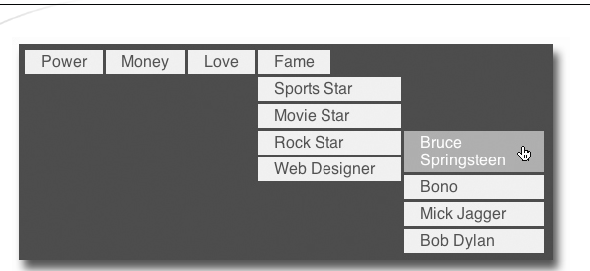 Power Money Love Fame
Sports Star
Movie Star
Rock Star
Web Designer
Bruce
Springsteen
Bono
Mick Jagger
Bob Dylan